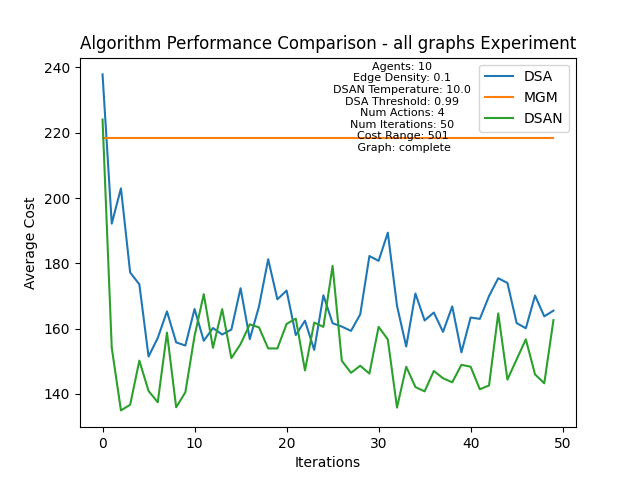 Algorithm Performance Comparison - all graphs Experiment
Agents: 10
Edge Density: 0.1
DSAN Temperature: 10.0
DSA Threshold: 0.99
Num Actions: 4
Num Iterations: 50
Cost Range: 501
Graph: complete
DSA
MGM
DSAN
Average Cost
240
220
200
180
160
140
0
10
20
30
40
50
Iterations